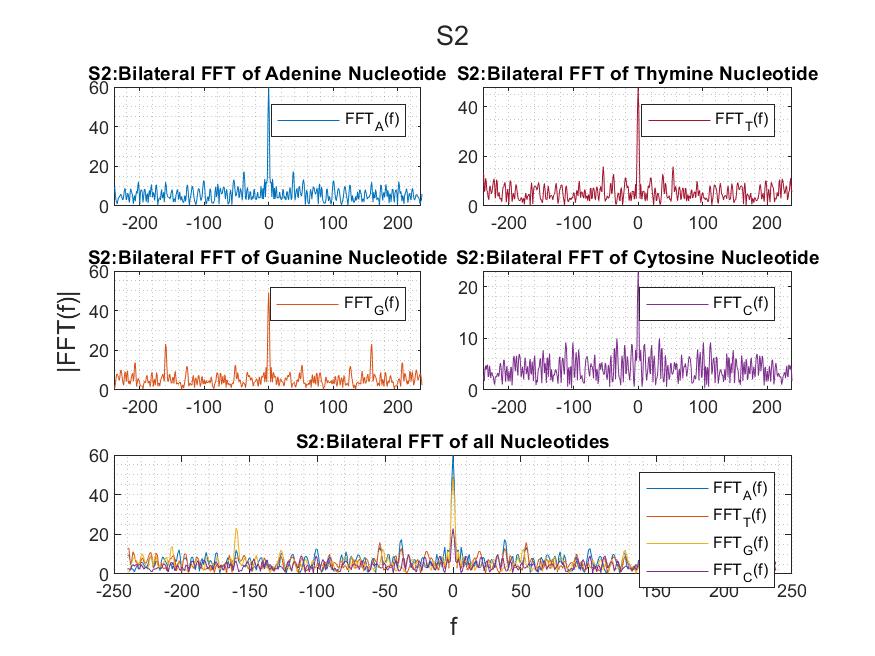 S2
S2:Bilateral FFT of Adenine Nucleotide
60
40
20
0
-200 -100 0 100 200
FFT_A(f)
S2:Bilateral FFT of Thymine Nucleotide
40
20
0
-200 -100 0 100 200
FFT_T(f)
S2:Bilateral FFT of Guanine Nucleotide
60
40
20
0
-200 -100 0 100 200
FFT_G(f)
S2:Bilateral FFT of Cytosine Nucleotide
20
10
0
-200 -100 0 100 200
FFT_C(f)
|FFT(f)|
S2:Bilateral FFT of all Nucleotides
60
40
20
0
-250 -200 -150 -100 -50 0 50 100 150 200 250
FFT_A(f)
FFT_T(f)
FFT_G(f)
FFT_C(f)
f